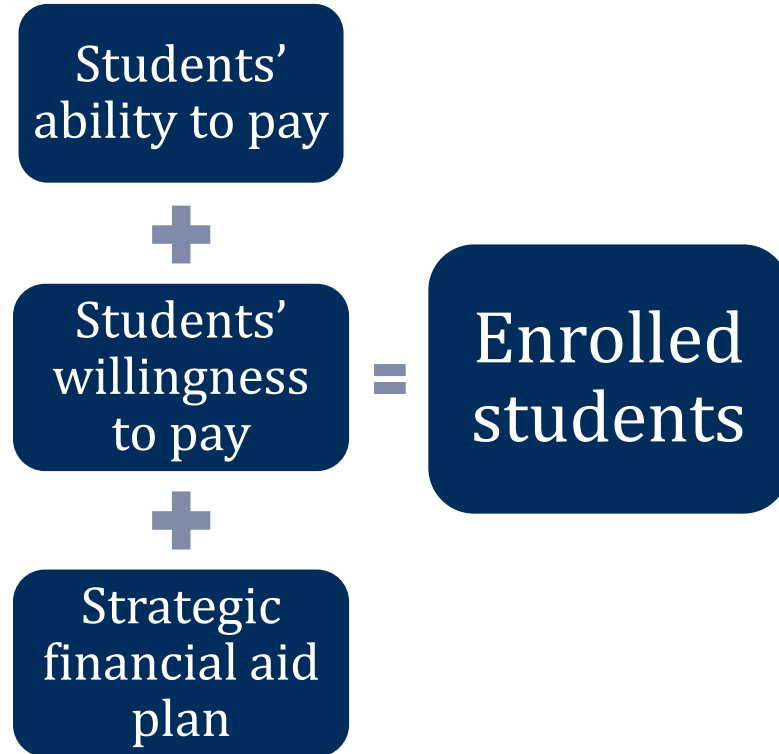 Students’
ability to pay
+
Students’
willingness
to pay
=
Enrolled
students
+
Strategic
financial aid
plan